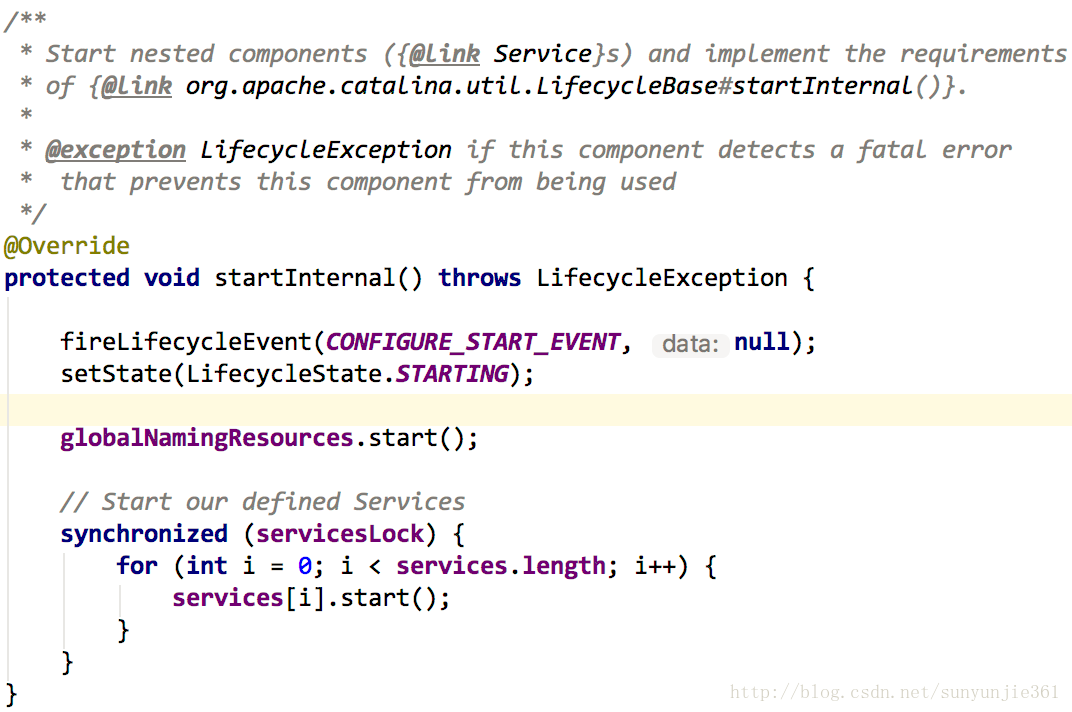 /**
 * Start nested components ({@link Service}s) and implement the requirements
 * of {@link org.apache.catalina.util.LifecycleBase#startInternal()}.
 *
 * @exception LifecycleException if this component detects a fatal error
 *  that prevents this component from being used
 */
@Override
protected void startInternal() throws LifecycleException {

    fireLifecycleEvent(CONFIGURE_START_EVENT, data: null);
    setState(LifecycleState.STARTING);

    globalNamingResources.start();

    // Start our defined Services
    synchronized (servicesLock) {
        for (int i = 0; i < services.length; i++) {
            services[i].start();
        }
    }
}
http://blog.csdn.net/sunyunjie361